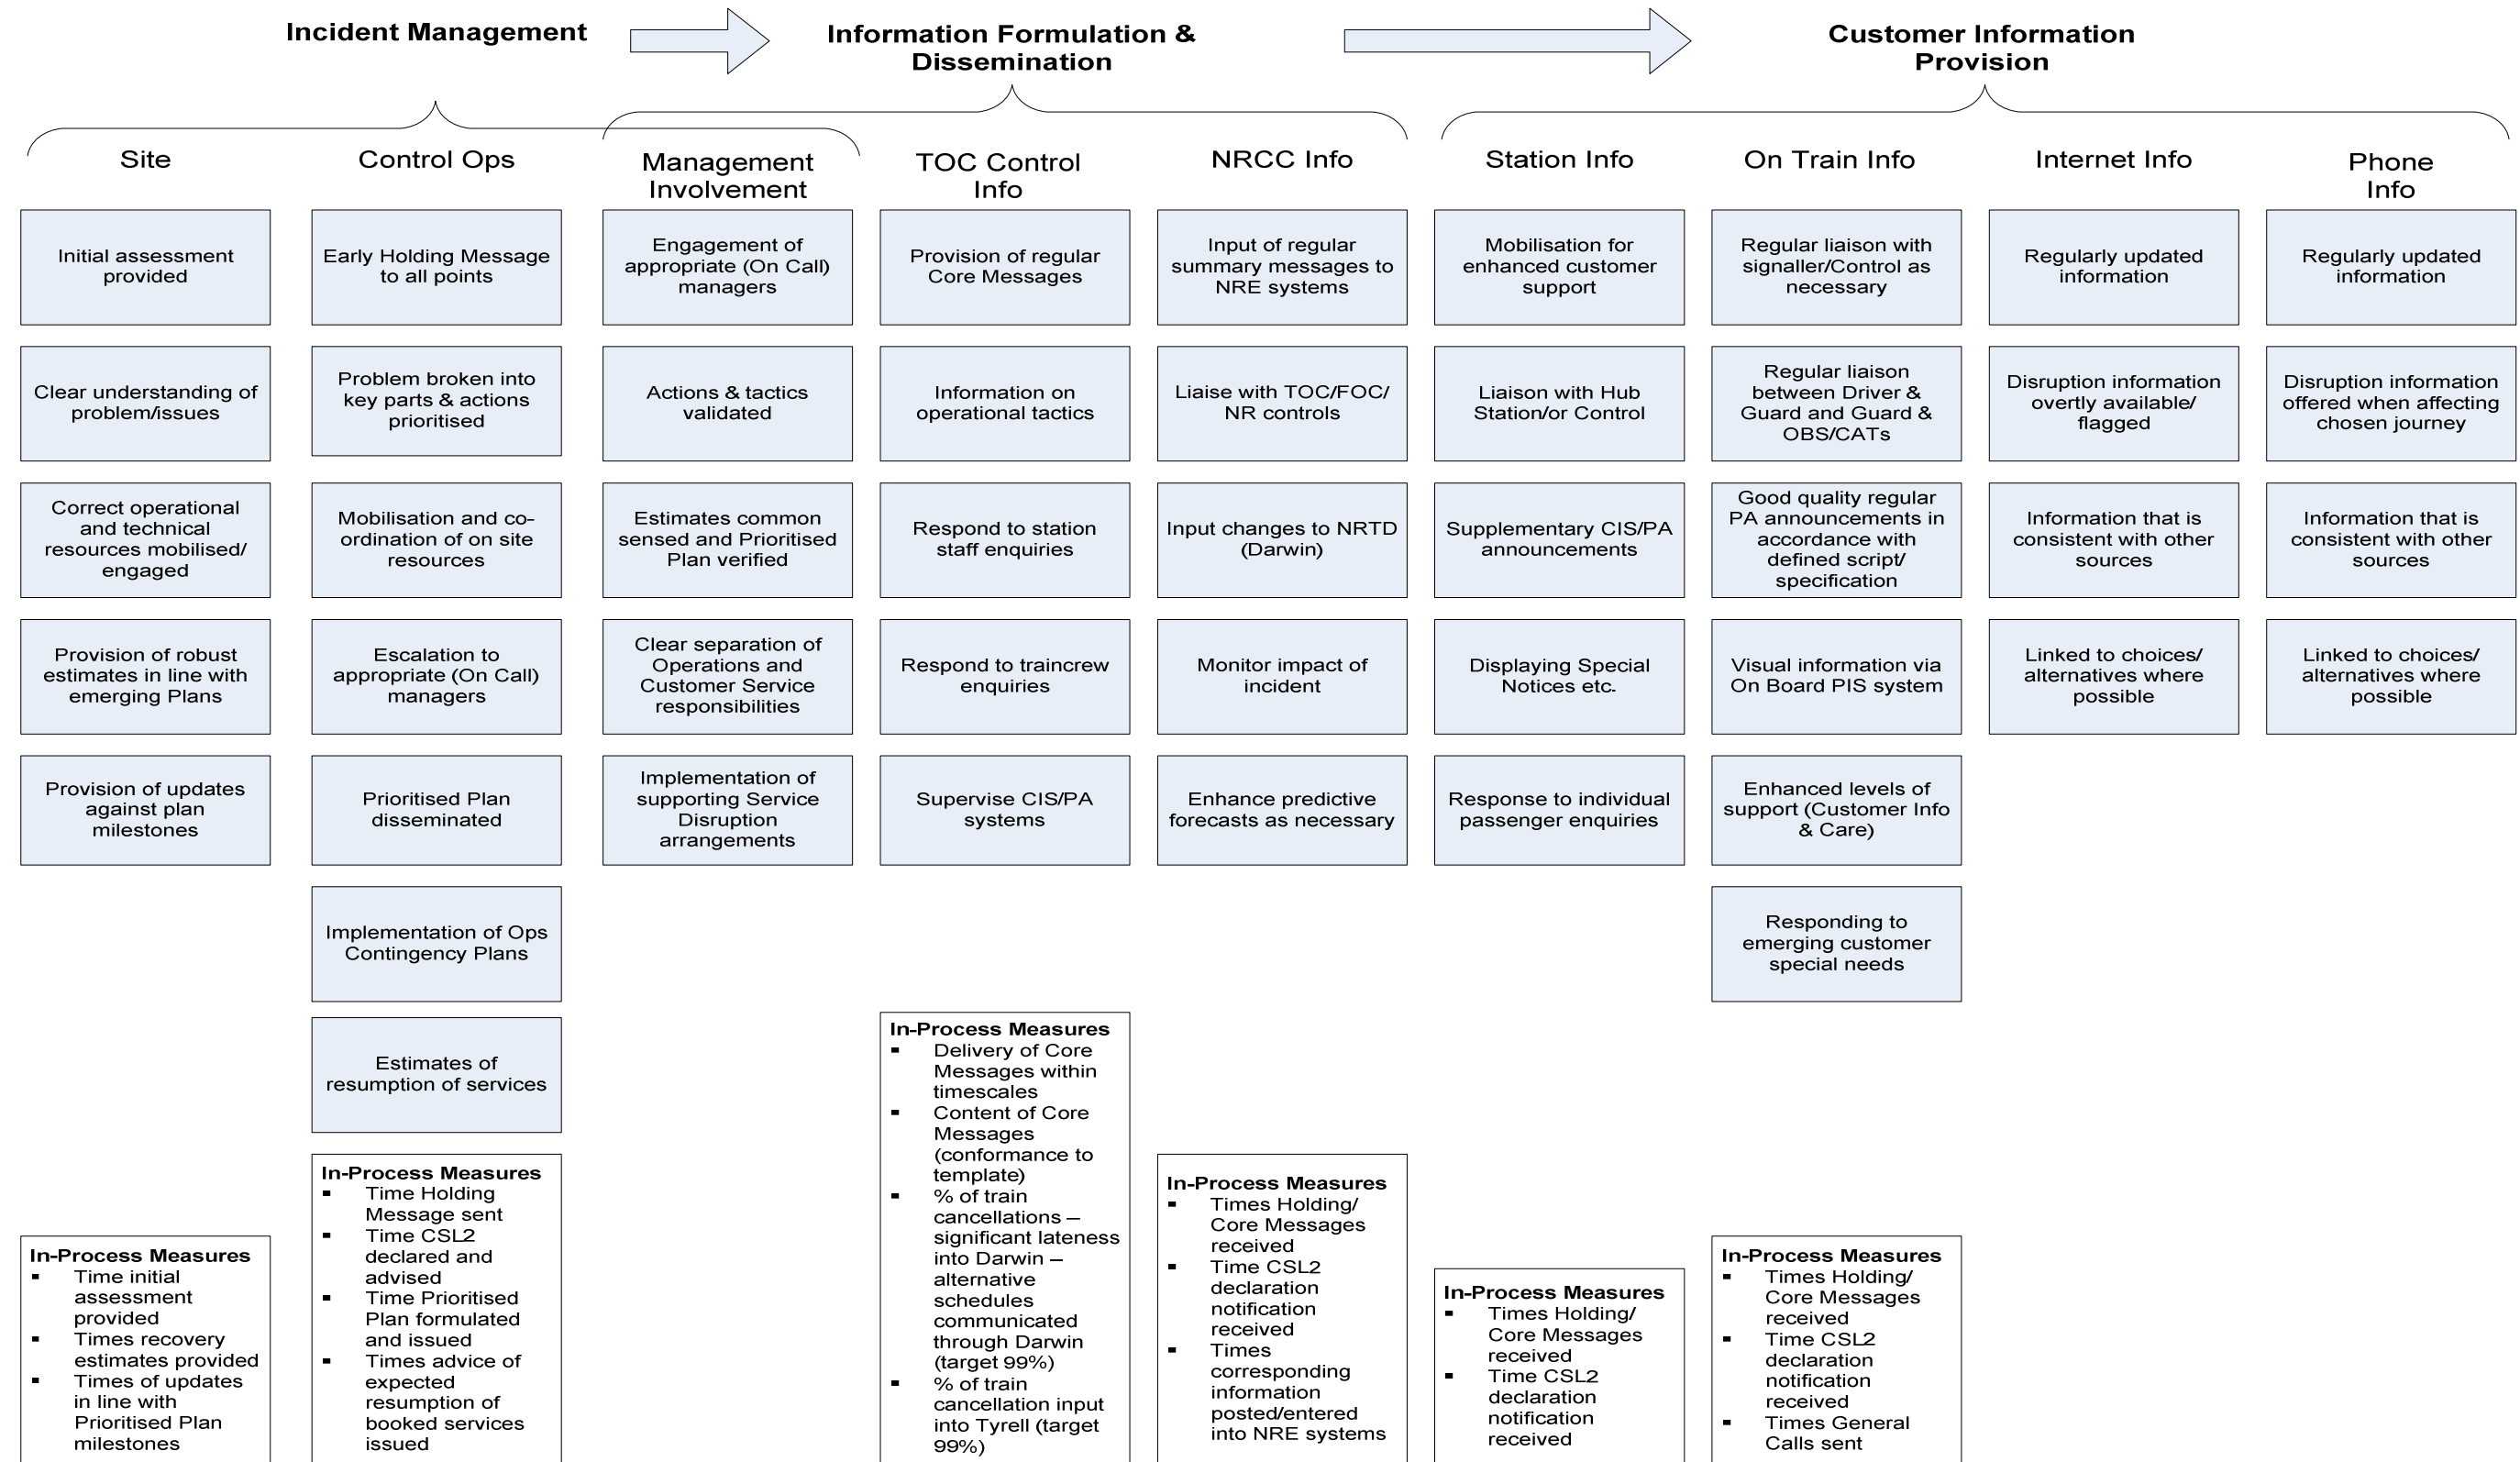 Incident Management
Information Formulation &
Dissemination
Customer Information
Provision
Site
Control Ops
Management
Involvement
TOC Control
Info
NRCC Info
Station Info
On Train Info
Internet Info
Phone
Info
Initial assessment
provided
Clear understanding of
problem/issues
Correct operational
and technical
resources mobilised/
engaged
Provision of robust
estimates in line with
emerging Plans
Provision of updates
against plan
milestones
In-Process Measures
▪ Time initial
assessment
provided
▪ Times recovery
estimates provided
▪ Times of updates
in line with
Prioritised Plan
milestones
Early Holding Message
to all points
Problem broken into
key parts & actions
prioritised
Mobilisation and co-
ordination of on site
resources
Escalation to
appropriate (On Call)
managers
Prioritised Plan
disseminated
Implementation of Ops
Contingency Plans
Estimates of
resumption of services
In-Process Measures
▪ Time Holding
Message sent
▪ Time CSL2
declared and
advised
▪ Time Prioritised
Plan formulated
and issued
▪ Times advice of
expected
resumption of
booked services
issued
Engagement of
appropriate (On Call)
managers
Actions & tactics
validated
Estimates common
sensed and Prioritised
Plan verified
Clear separation of
Operations and
Customer Service
responsibilities
Implementation of
supporting Service
Disruption
arrangements
Provision of regular
Core Messages
Information on
operational tactics
Respond to station
staff enquiries
Respond to traincrew
enquiries
Supervise CIS/PA
systems
In-Process Measures
▪ Delivery of Core
Messages within
timescales
▪ Content of Core
Messages
(conformance to
template)
▪ % of train
cancellations –
significant lateness
into Darwin –
alternative
schedules
communicated
through Darwin
(target 99%)
▪ % of train
cancellation input
into Tyrell (target
99%)
Input of regular
summary messages to
NRE systems
Liaise with TOC/FOC/
NR controls
Input changes to NRTD
(Darwin)
Monitor impact of
incident
Enhance predictive
forecasts as necessary
In-Process Measures
▪ Times Holding/
Core Messages
received
▪ Time CSL2
declaration
notification
received
▪ Times
corresponding
information
posted/entered
into NRE systems
Mobilisation for
enhanced customer
support
Liaison with Hub
Station/or Control
Supplementary CIS/PA
announcements
Displaying Special
Notices etc.
Response to individual
passenger enquiries
In-Process Measures
▪ Times Holding/
Core Messages
received
▪ Time CSL2
declaration
notification
received
Regular liaison with
signaller/Control as
necessary
Regular liaison
between Driver &
Guard and Guard &
OBS/CATs
Good quality regular
PA announcements in
accordance with
defined script/
specification
Visual information via
On Board PIS system
Enhanced levels of
support (Customer Info
& Care)
Responding to
emerging customer
special needs
In-Process Measures
▪ Times Holding/
Core Messages
received
▪ Time CSL2
declaration
notification
received
▪ Times General
Calls sent
Regularly updated
information
Disruption information
overtly available/
flagged
Information that is
consistent with other
sources
Linked to choices/
alternatives where
possible
Regularly updated
information
Disruption information
offered when affecting
chosen journey
Information that is
consistent with other
sources
Linked to choices/
alternatives where
possible